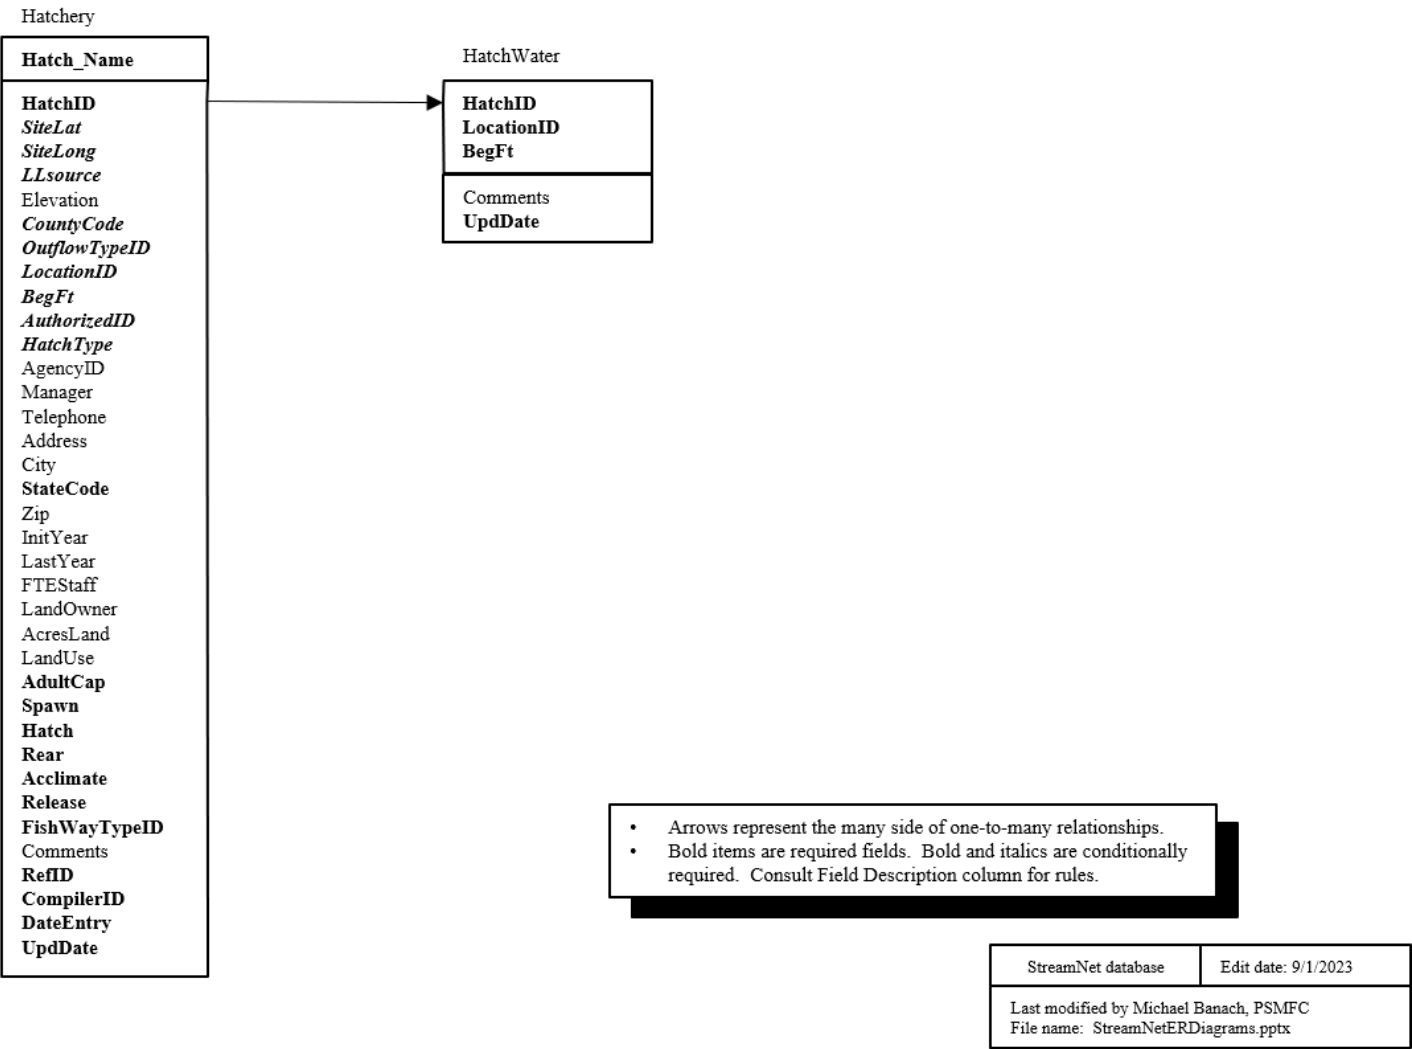 Hatchery
Hatch_Name
HatchID
SiteLat
SiteLong
LLsource
Elevation
CountyCode
OutflowTypeID
LocationID
BegFt
AuthorizedID
HatchType
AgencyID
Manager
Telephone
Address
City
StateCode
Zip
InitYear
LastYear
FTEStaff
LandOwner
AcresLand
LandUse
AdultCap
Spawn
Hatch
Rear
Acclimate
Release
FishWayTypeID
Comments
RefID
CompilerID
DateEntry
UpdDate
HatchWater
HatchID
LocationID
BegFt
Comments
UpdDate
• Arrows represent the many side of one-to-many relationships.
• Bold items are required fields. Bold and italics are conditionally
required. Consult Field Description column for rules.
StreamNet database
Edit date: 9/1/2023
Last modified by Michael Banach, PSMFC
File name: StreamNetERDiagrams.pptx